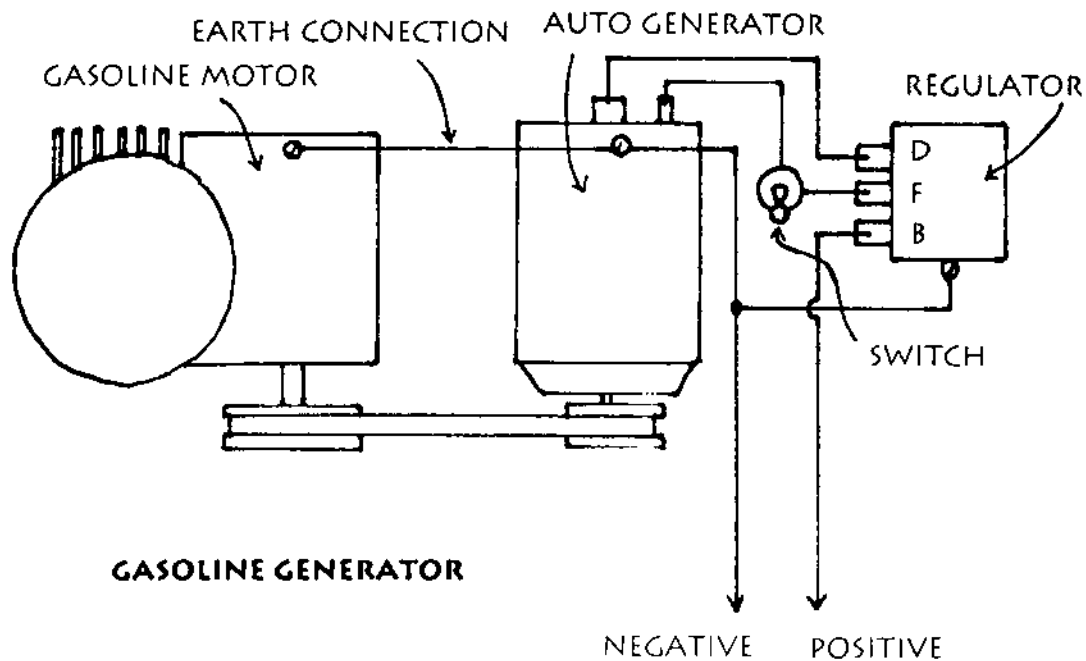 EARTH CONNECTION
AUTO GENERATOR
GASOLINE MOTOR
REGULATOR
D
F
B
SWITCH
GASOLINE GENERATOR
NEGATIVE
POSITIVE